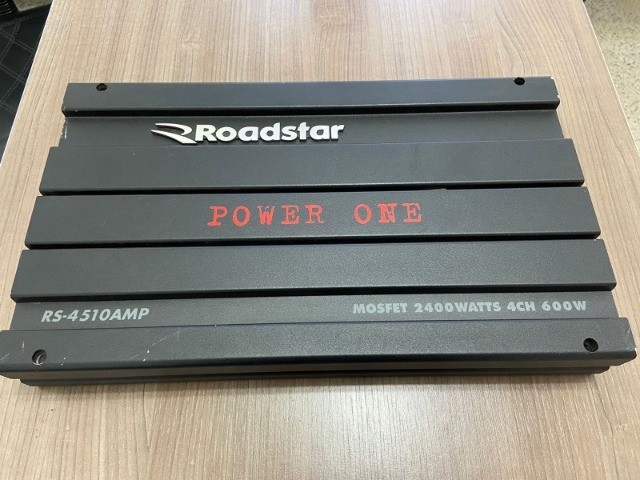 Roadstar
POWER ONE
RS-4510AMP
MOSFET 2400WATTS 4CH 600W